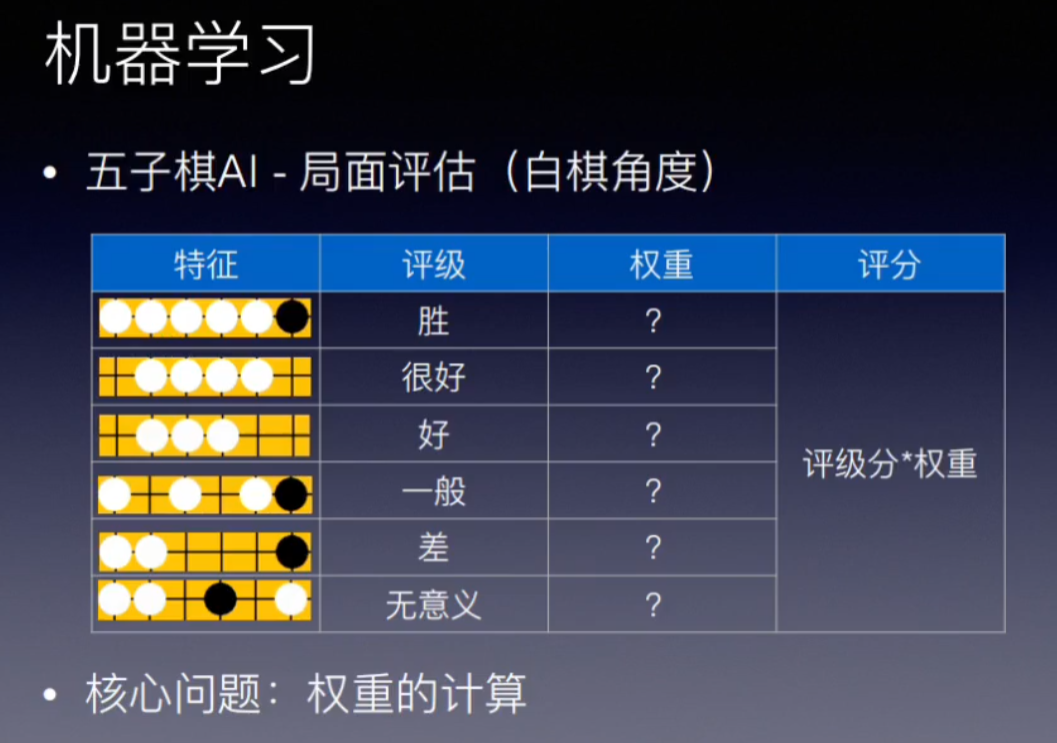 机器学习
• 五子棋AI - 局面评估（白棋角度）
特征 评级 权重 评分
胜 ?
很好 ?
好 ?
评级分*权重
一般 ?
差 ?
无意义 ?
• 核心问题：权重的计算